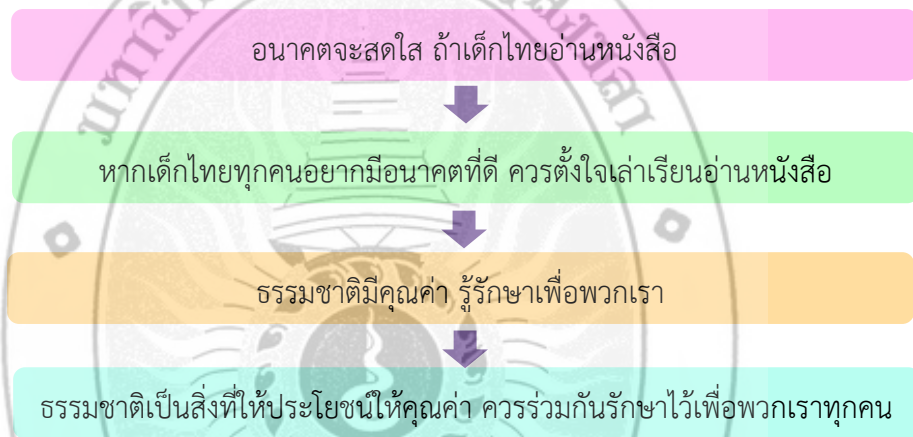 อนาคตจะสดใส ถ้าเด็กไทยอ่านหนังสือ
หากเด็กไทยทุกคนอยากมีอนาคตที่ดี ควรตั้งใจเล่าเรียนอ่านหนังสือ
ธรรมชาติมีคุณค่า รู้รักษาเพื่อพวกเรา
ธรรมชาติเป็นสิ่งที่ให้ประโยชน์ให้คุณค่า ควรร่วมกันรักษาไว้เพื่อพวกเราทุกคน